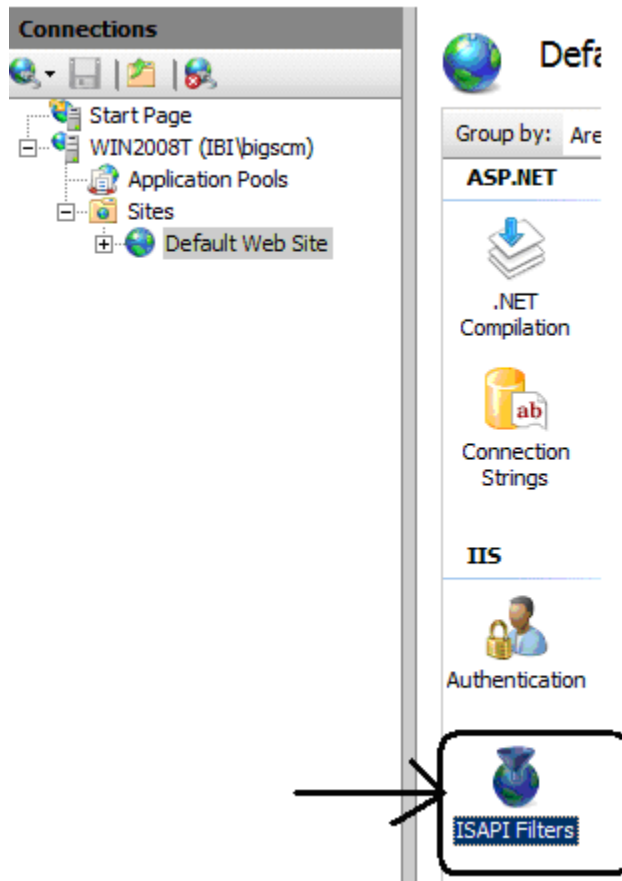 Connections
Start Page
WIN2008T (IBI\bigscm)
Application Pools
Sites
Default Web Site
Defa
Group by: Are
ASP.NET
.NET
Compilation
ab
Connection
Strings
IIS
Authentication
ISAPI Filters